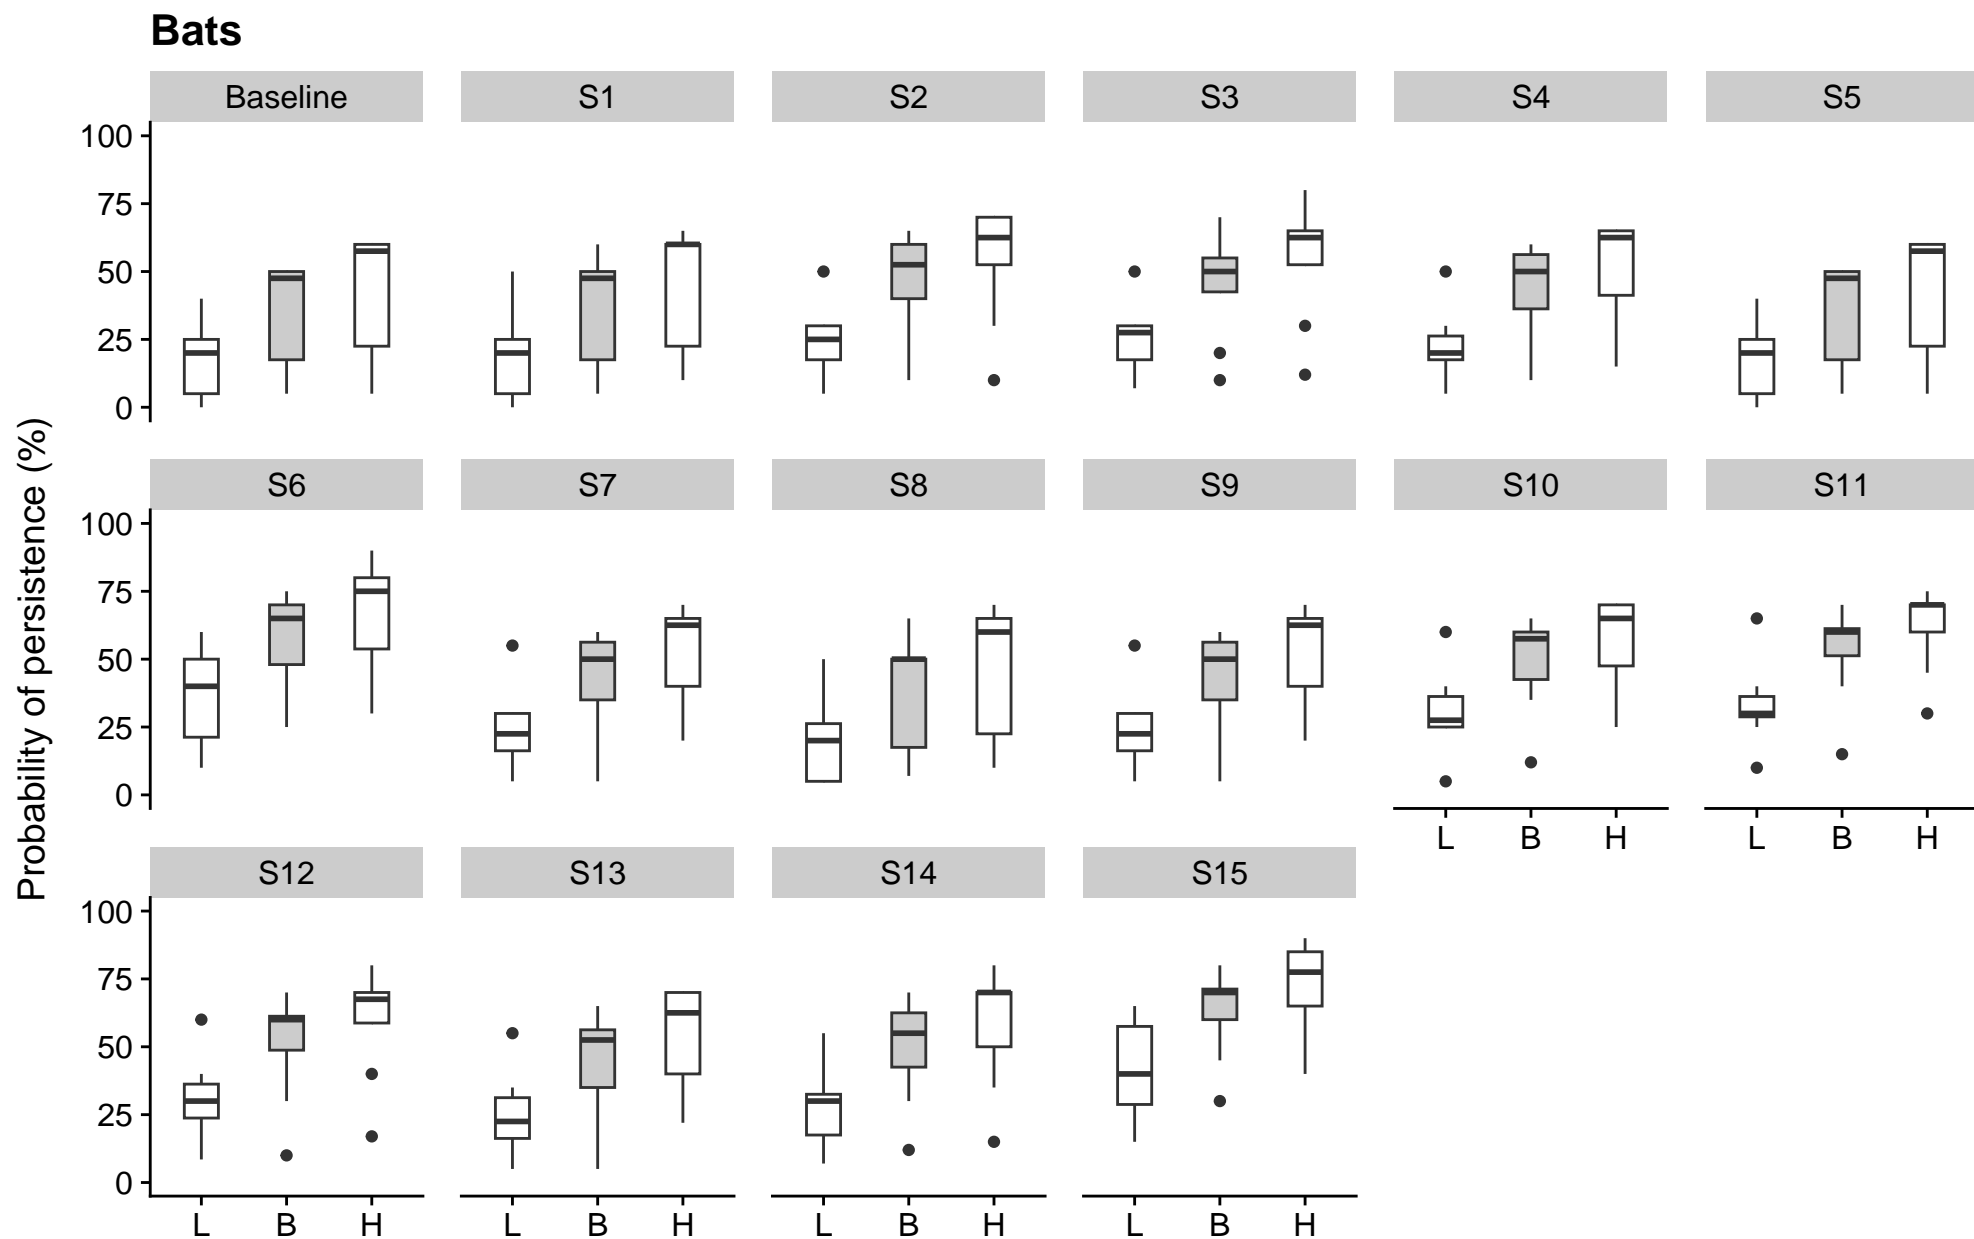 Bats
Baseline S1 S2 S3 S4 S5
100
75
50
25
0
S6 S7 S8 S9 S10 S11
100
75
50
25
0
L B H L B H
S12 S13 S14 S15
100
75
50
25
0
L B H L B H L B H L B H
Probability of persistence (%)